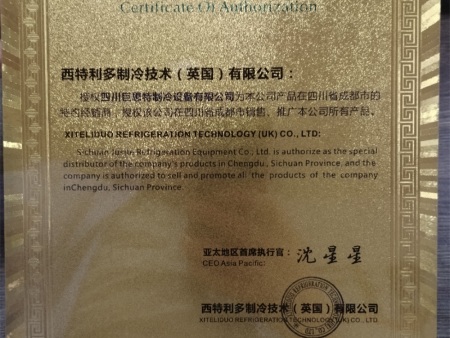 Certificate Of Authorization
西特利多制冷技术（英国）有限公司：
授权四川巨思特制冷设备有限公司为本公司产品在四川省成都市的
特约经销商，授权该公司在四川省成都市销售、推广本公司所有产品。
XITELIDUO REFRIGERATION TECHNOLOGY (UK) CO., LTD:
Sichuan Refrigeration Equipment Co., Ltd. is authorize as the special
distributor of the company's products in Chengdu, Sichuan Province, and the
company is authorized to sell and promote all the products of the company
inChengdu, Sichuan Province.
亚太地区首席执行官：沈星星
CEO Asia Pacific:
西特利多制冷技术（英国）有限公司
XITELIDUO REFRIGERATION TECHNOLOGY (UK) CO., LTD.